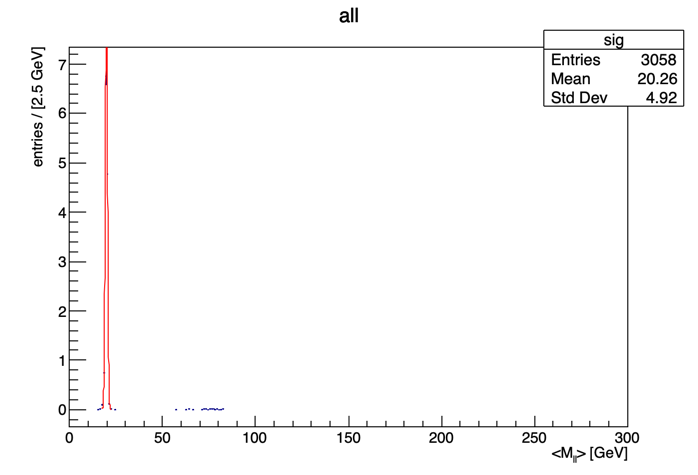 all
sig
Entries 3058
Mean 20.26
Std Dev 4.92
entries / [2.5 GeV]
7
6
5
4
3
2
1
0
0 50 100 150 200 250 300
<M_ll> [GeV]